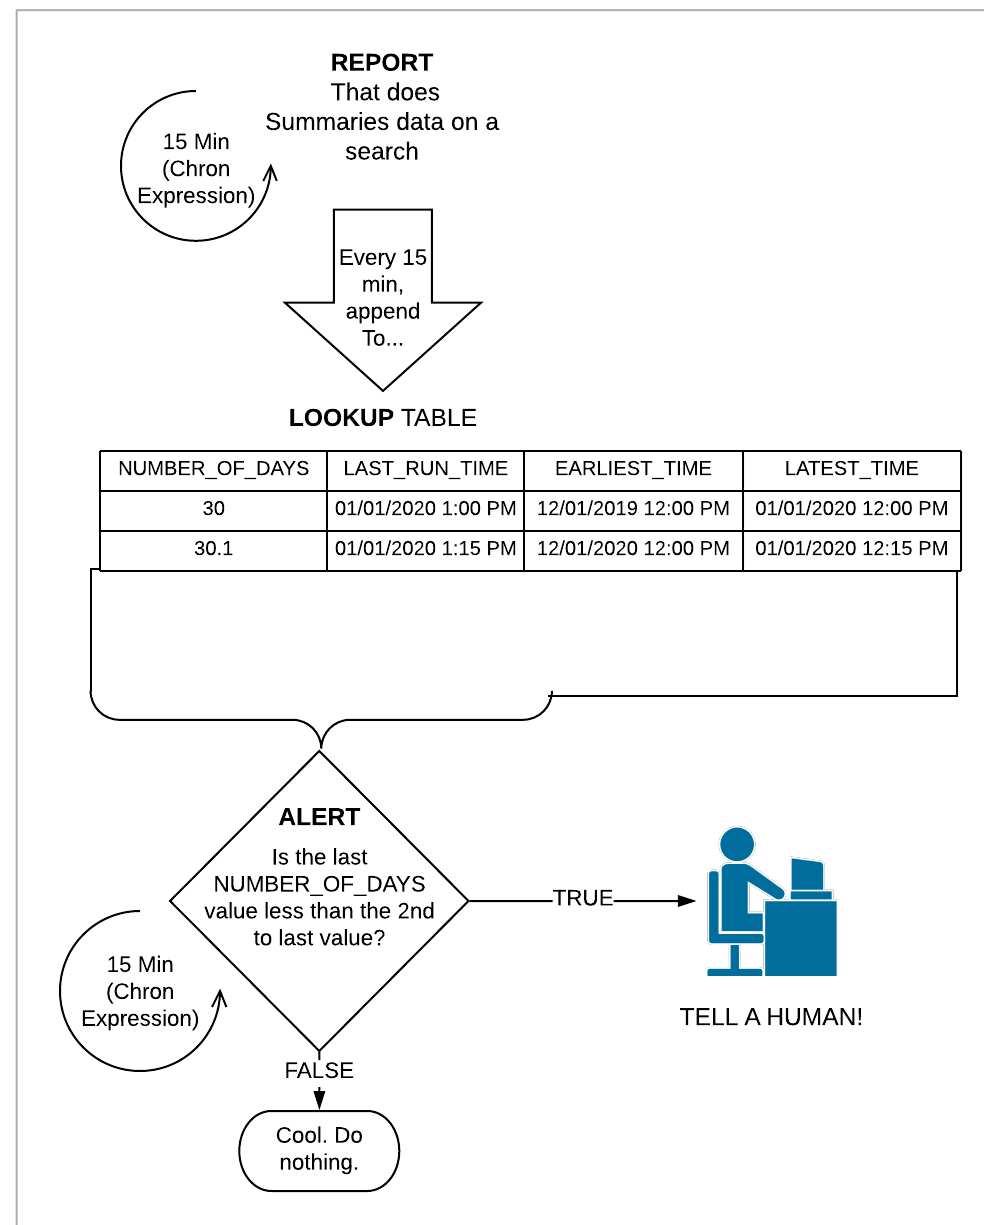 REPORT
That does
Summaries data on a
search
15 Min
(Chron
Expression)
Every 15
min,
append
To...
LOOKUP TABLE
NUMBER_OF_DAYS LAST_RUN_TIME EARLIEST_TIME LATEST_TIME
30 01/01/2020 1:00 PM 12/01/2019 12:00 PM 01/01/2020 12:00 PM
30.1 01/01/2020 1:15 PM 12/01/2020 12:00 PM 01/01/2020 12:15 PM
ALERT
Is the last
NUMBER_OF_DAYS
value less than the 2nd
to last value?
TRUE
15 Min
(Chron
Expression)
TELL A HUMAN!
FALSE
Cool. Do
nothing.